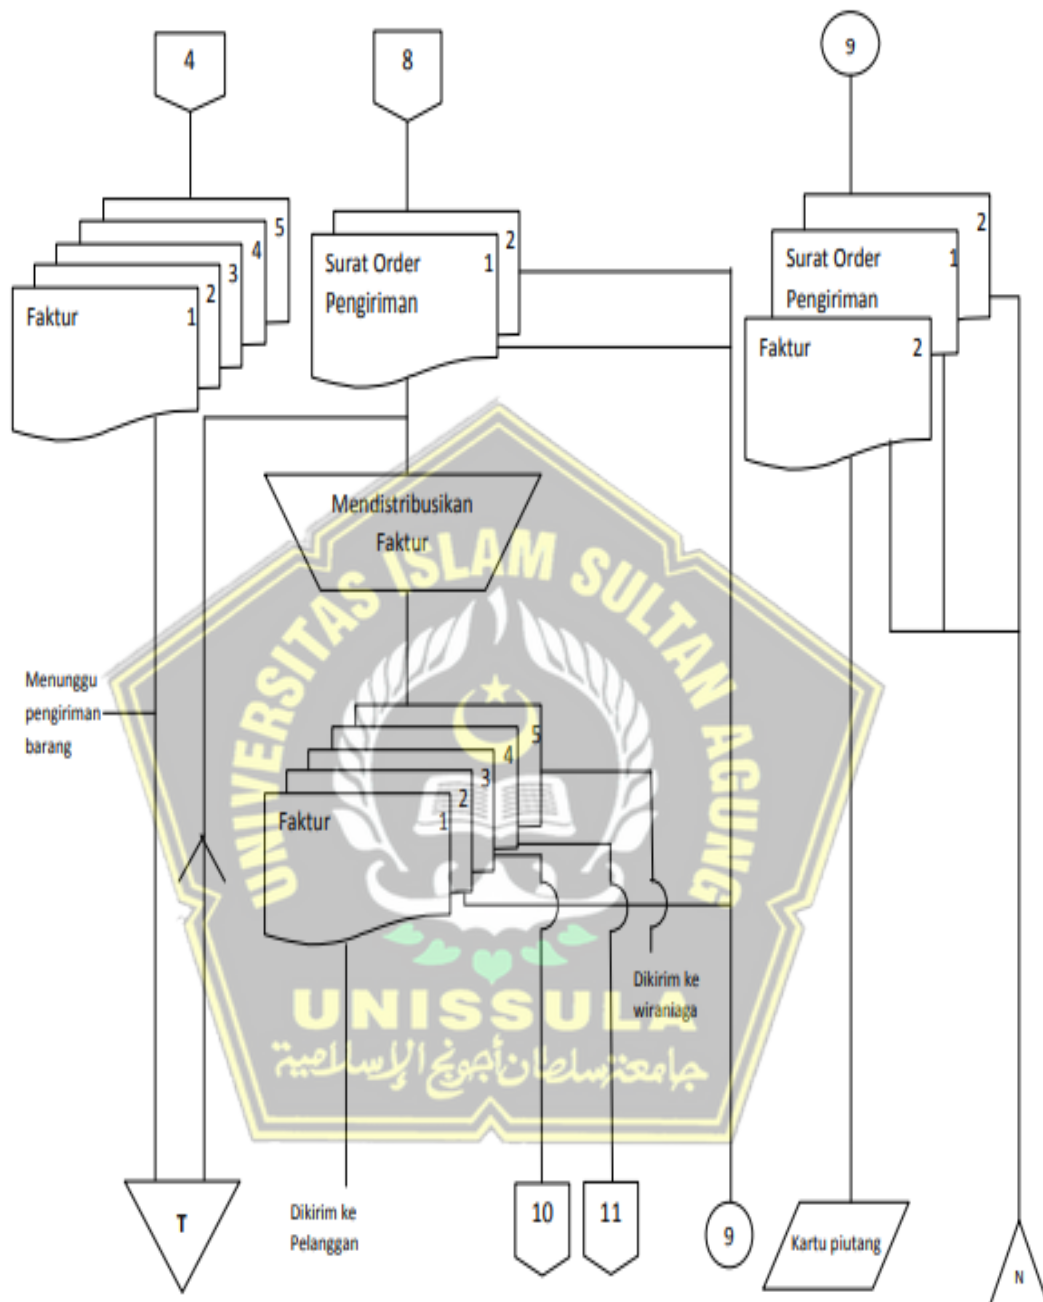 4
8
9
5
4
3
2
Faktur 1
2
Surat Order 1
Pengiriman
2
Surat Order 1
Pengiriman
Faktur 2
Mendistribusikan
Faktur
Menunggu
pengiriman
barang
5
4
3
2
Faktur 1
Dikirim ke
wiraniaga
UNIVERSITAS ISLAM SULTAN AGUNG
UNISSULA
جامعة سلطان أجونج الإسلامية
T
Dikirim ke
Pelanggan
10
11
9
Kartu piutang
N